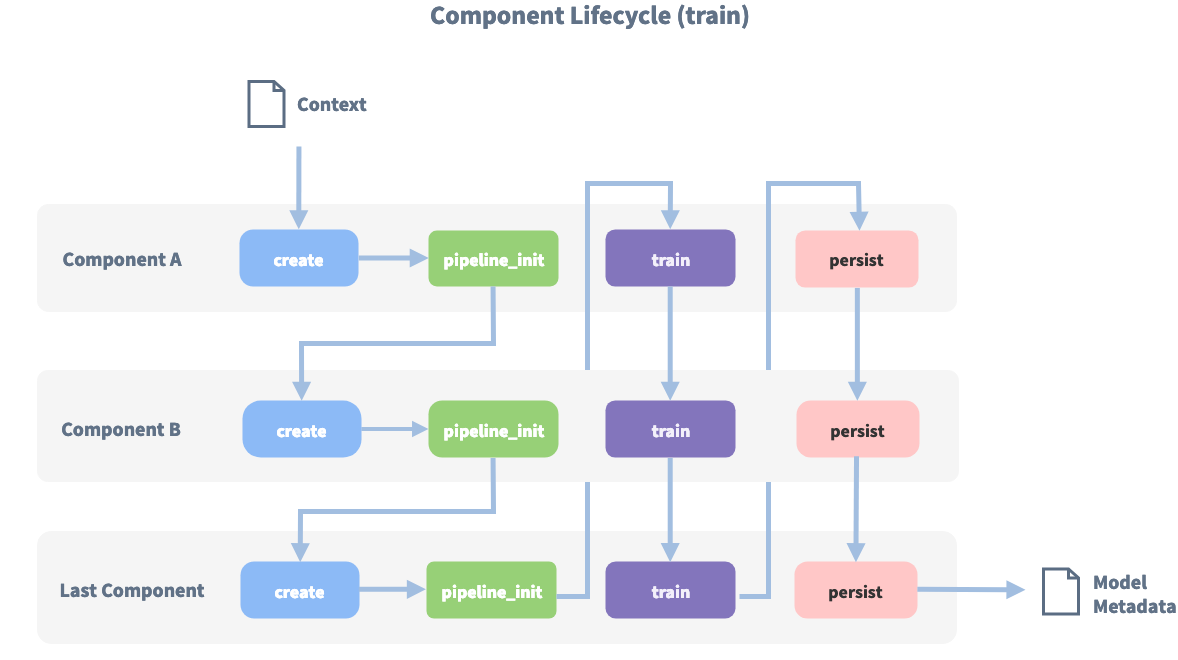 Component Lifecycle (train)
Context
Component A
create
pipeline_init
train
persist
Component B
create
pipeline_init
train
persist
Last Component
create
pipeline_init
train
persist
Model
Metadata